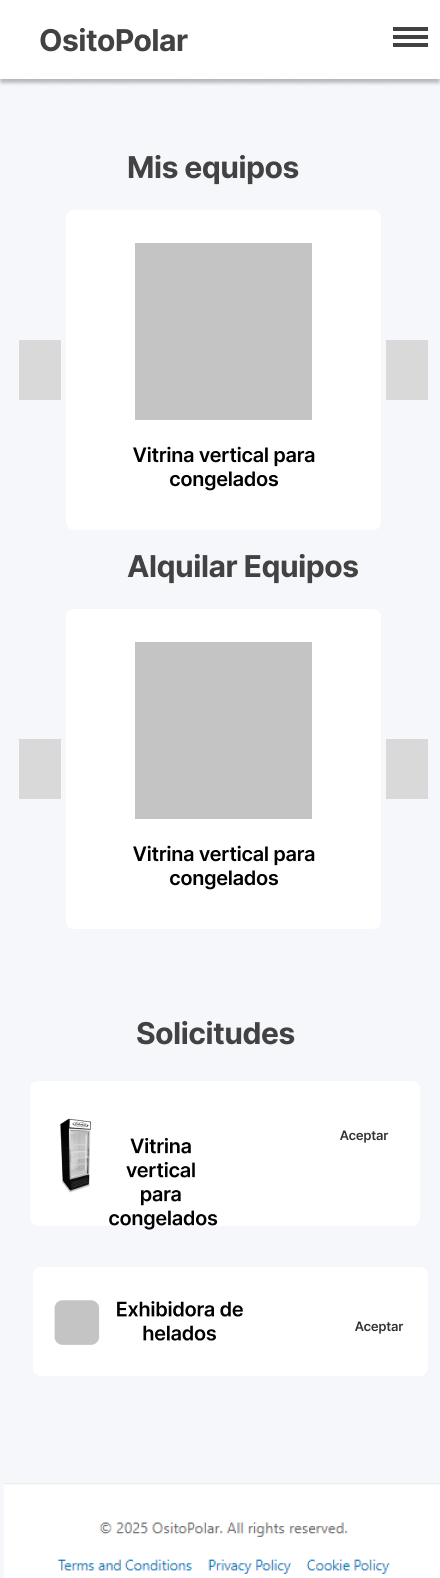 OsitoPolar
Mis equipos
Vitrina vertical para
congelados
Alquilar Equipos
Vitrina vertical para
congelados
Solicitudes
Vitrina
vertical
para
congelados
Aceptar
Exhibidora de
helados
Aceptar
© 2025 OsitoPolar. All rights reserved.
Terms and Conditions Privacy Policy Cookie Policy